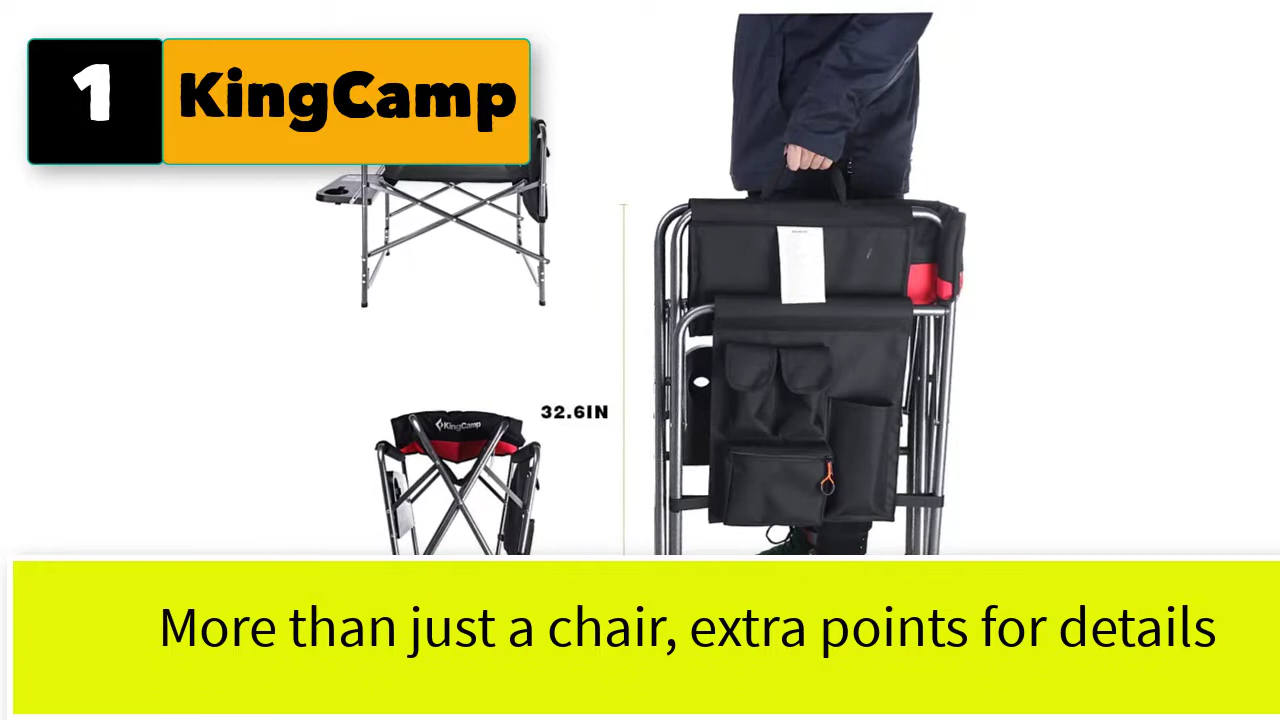 1 KingCamp
32.6IN
KingCamp
More than just a chair, extra points for details